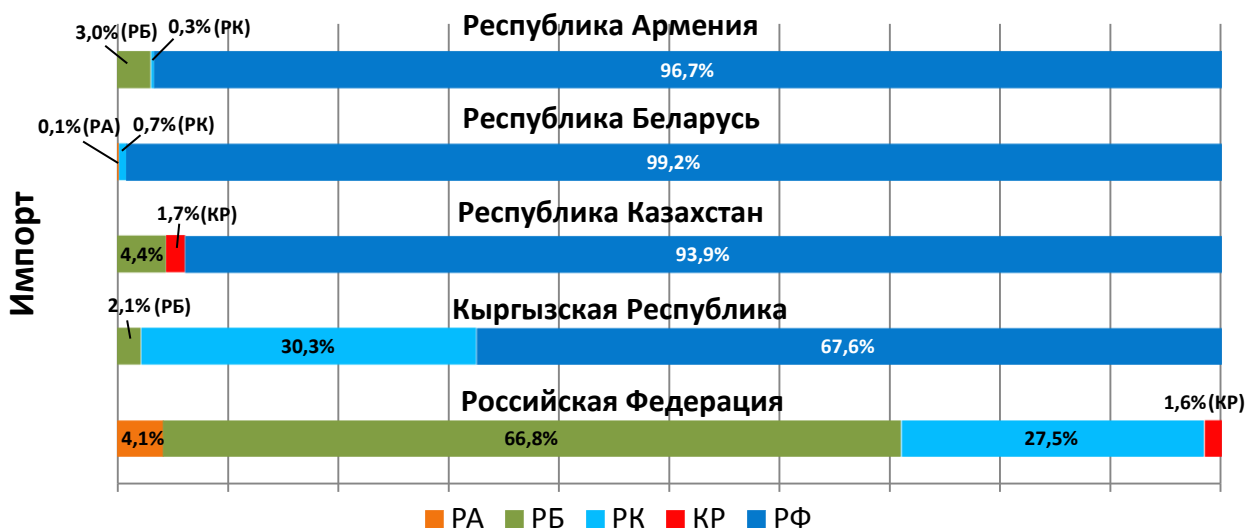 Импорт
Республика Армения
3,0% (РБ)
0,3% (РК)
96,7%
Республика Беларусь
0,1% (РА)
0,7% (РК)
99,2%
Республика Казахстан
1,7% (КР)
4,4%
93,9%
Кыргызская Республика
2,1% (РБ)
30,3%
67,6%
Российская Федерация
1,6% (КР)
4,1%
66,8%
27,5%
РА РБ РК КР РФ